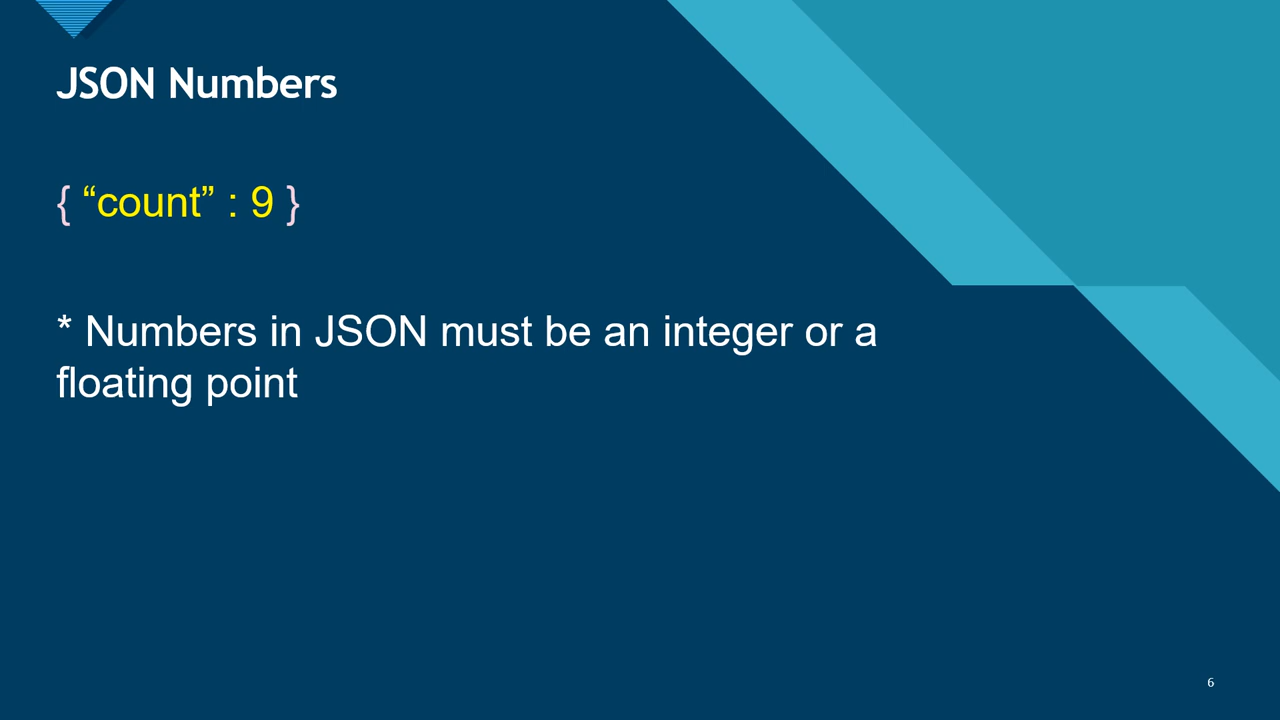 JSON Numbers
{ “count” : 9 }
* Numbers in JSON must be an integer or a
floating point
6